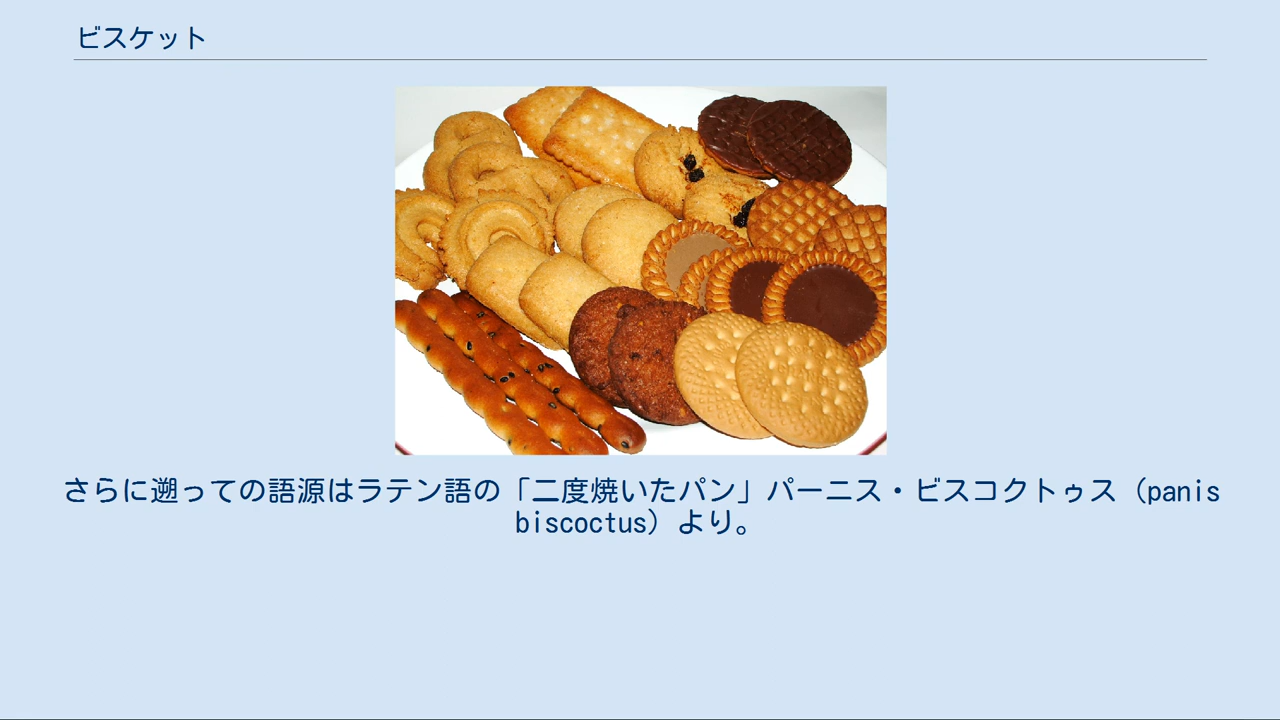 ビスケット
さらに遡っての語源はラテン語の「二度焼いたパン」パーニス・ビスコクトゥス（panis
biscoctus）より。